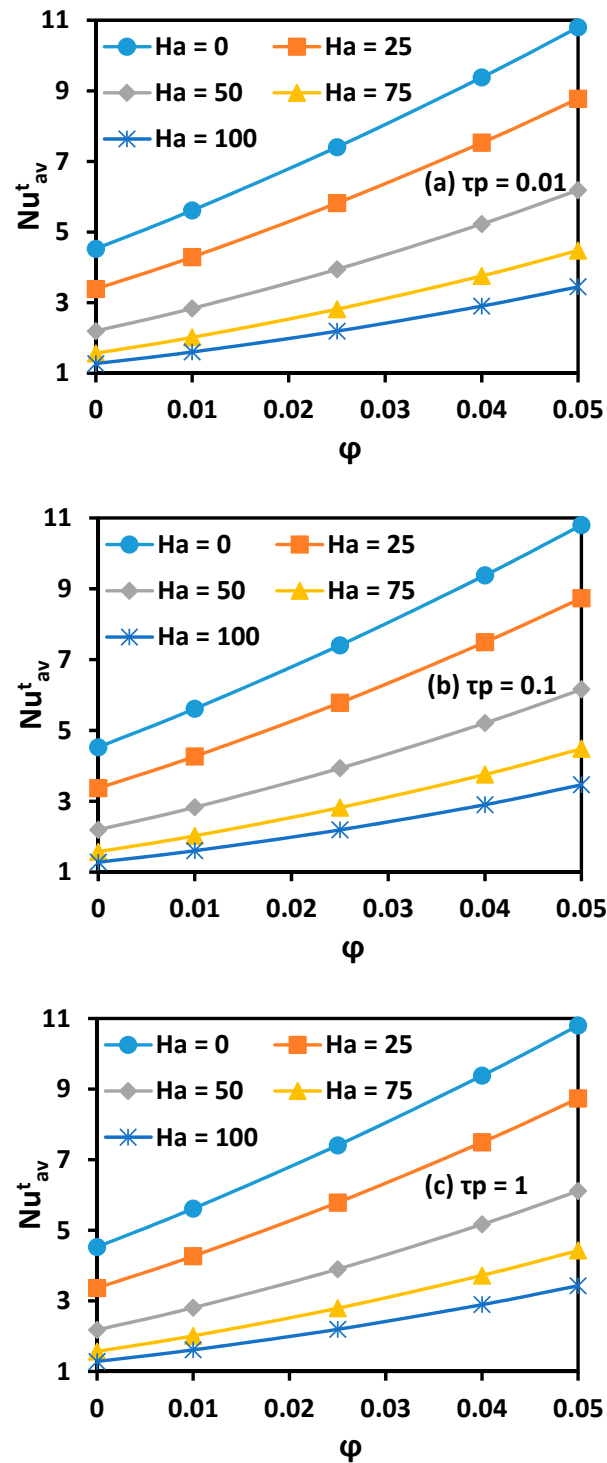 11
9
7
5
3
1
Nu^t_av
Ha = 0
Ha = 25
Ha = 50
Ha = 75
Ha = 100
(a) τp = 0.01
0 0.01 0.02 0.03 0.04 0.05
φ
11
9
7
5
3
1
Nu^t_av
Ha = 0
Ha = 25
Ha = 50
Ha = 75
Ha = 100
(b) τp = 0.1
0 0.01 0.02 0.03 0.04 0.05
φ
11
9
7
5
3
1
Nu^t_av
Ha = 0
Ha = 25
Ha = 50
Ha = 75
Ha = 100
(c) τp = 1
0 0.01 0.02 0.03 0.04 0.05
φ